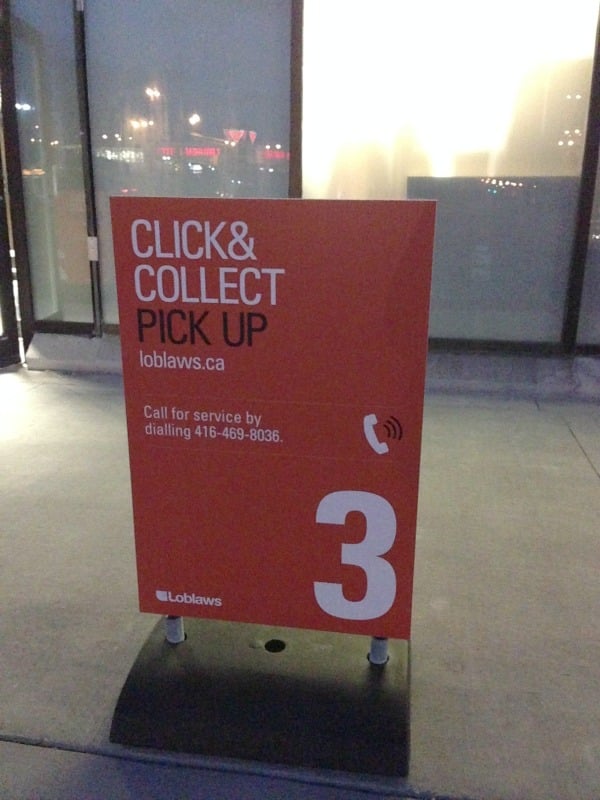 CLICK&
COLLECT
PICK UP
loblaws.ca
Call for service by
dialling 416-469-8036.
3
Loblaws